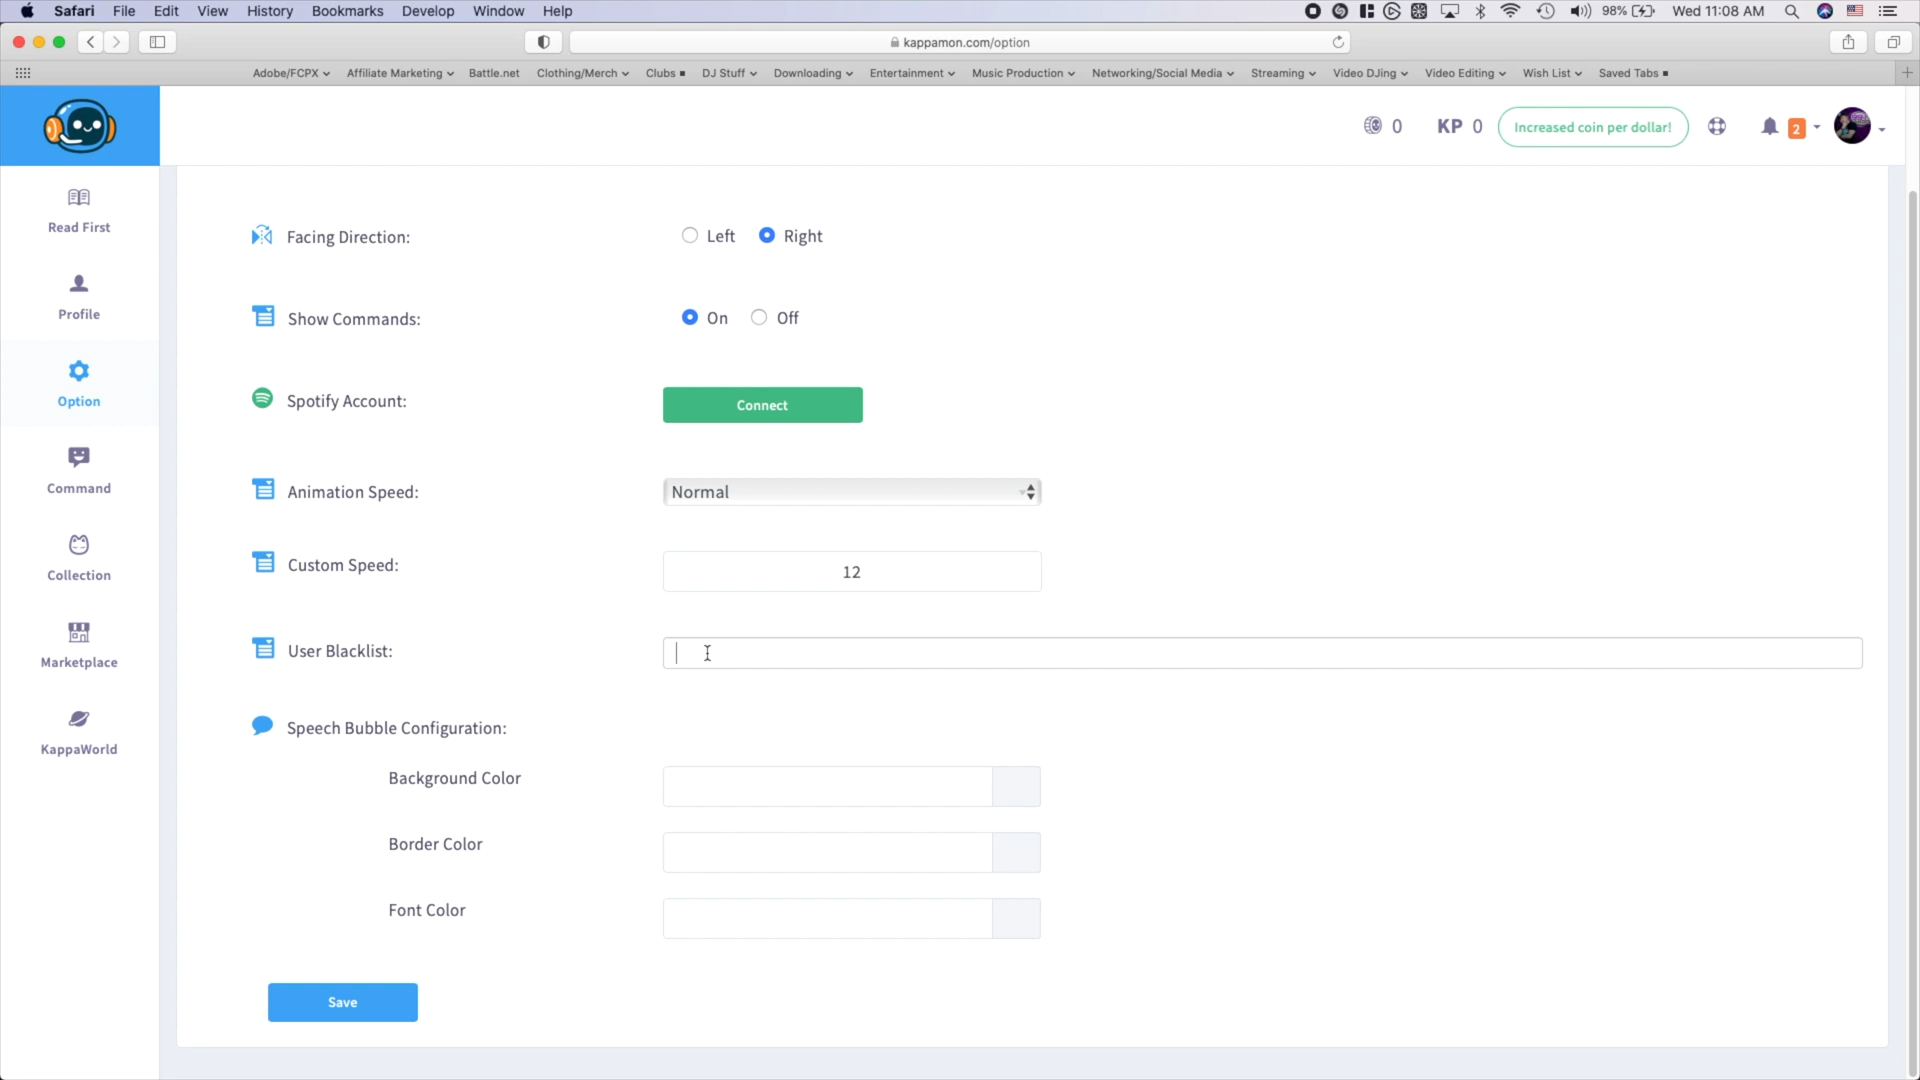 Safari File Edit View History Bookmarks Develop Window Help 98% Wed 11:08 AM
kappamon.com/option
Adobe/FCPX Affiliate Marketing Battle.net Clothing/Merch Clubs DJ Stuff Downloading Entertainment Music Production Networking/Social Media Streaming Video DJing Video Editing Wish List Saved Tabs
0 KP 0 Increased coin per dollar! 2
Read First
Profile
Option
Command
Collection
Marketplace
KappaWorld
Facing Direction: Left Right
Show Commands: On Off
Spotify Account: Connect
Animation Speed: Normal
Custom Speed: 12
User Blacklist:
Speech Bubble Configuration:
Background Color
Border Color
Font Color
Save